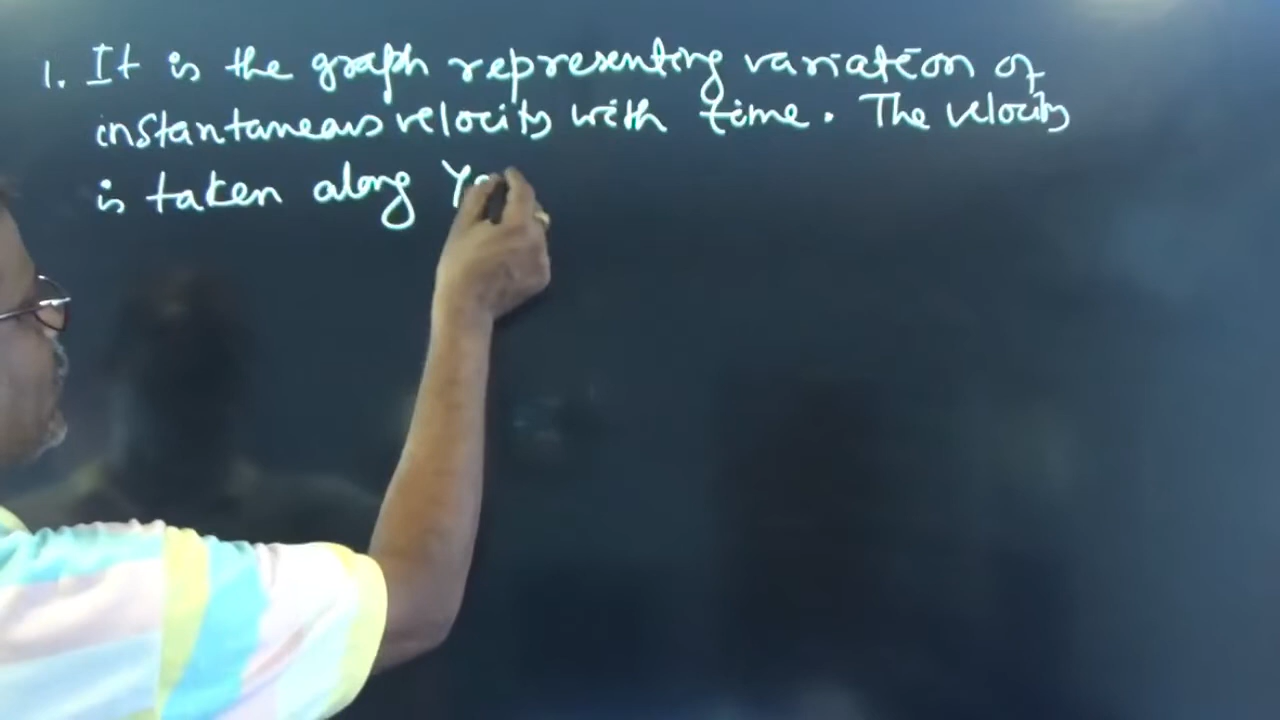 1. It is the graph representing variation of
instantaneous velocity with time. The velocity
is taken along Y